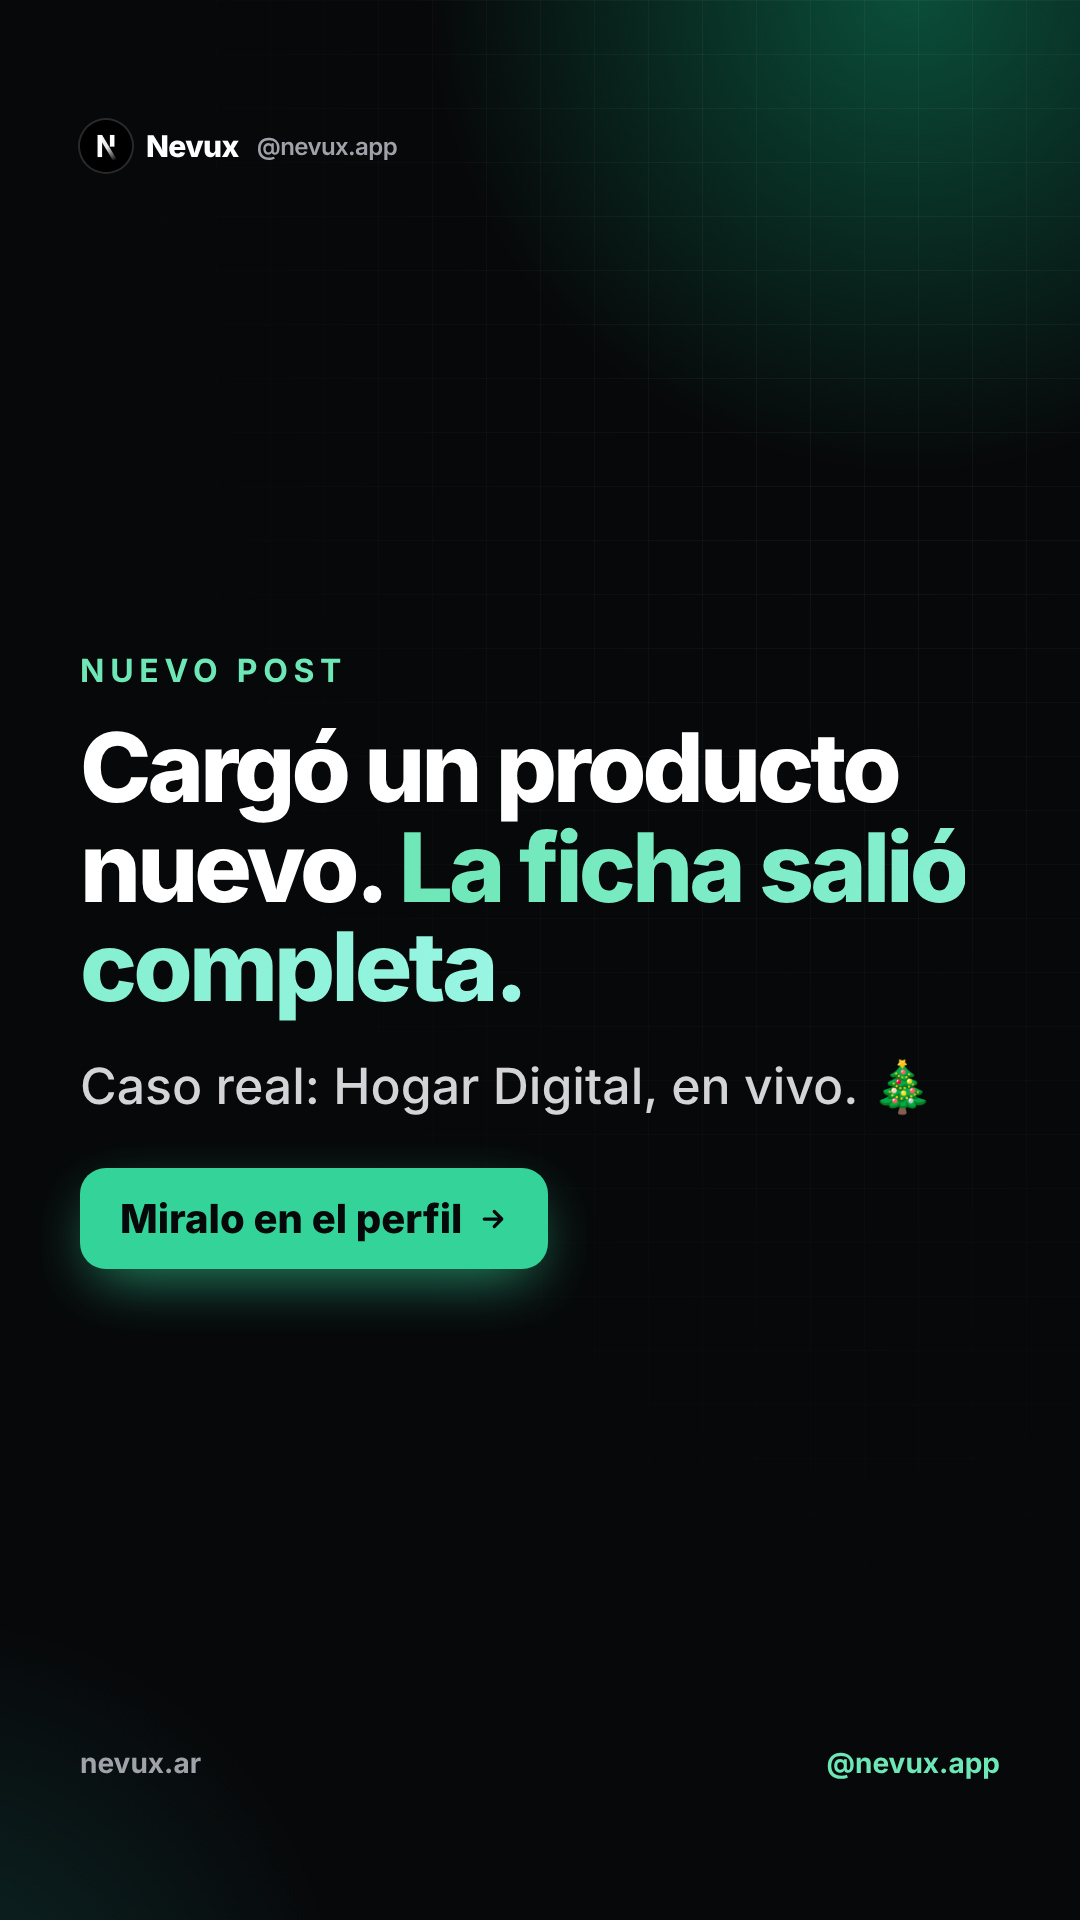 N Nevux @nevux.app
NUEVO POST
Cargó un producto
nuevo. La ficha salió
completa.
Caso real: Hogar Digital, en vivo. 🎄
Miralo en el perfil →
nevux.ar
@nevux.app